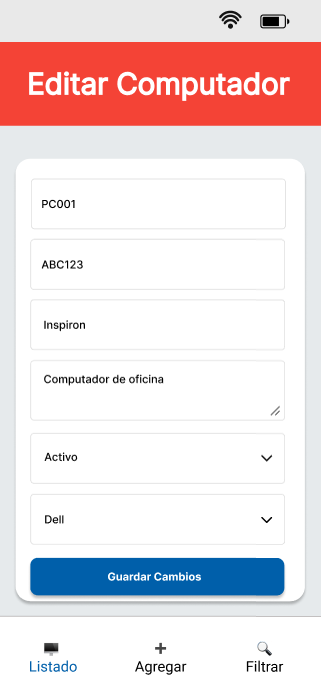 Editar Computador
PC001
ABC123
Inspiron
Computador de oficina
Activo
Dell
Guardar Cambios
Listado
Agregar
Filtrar